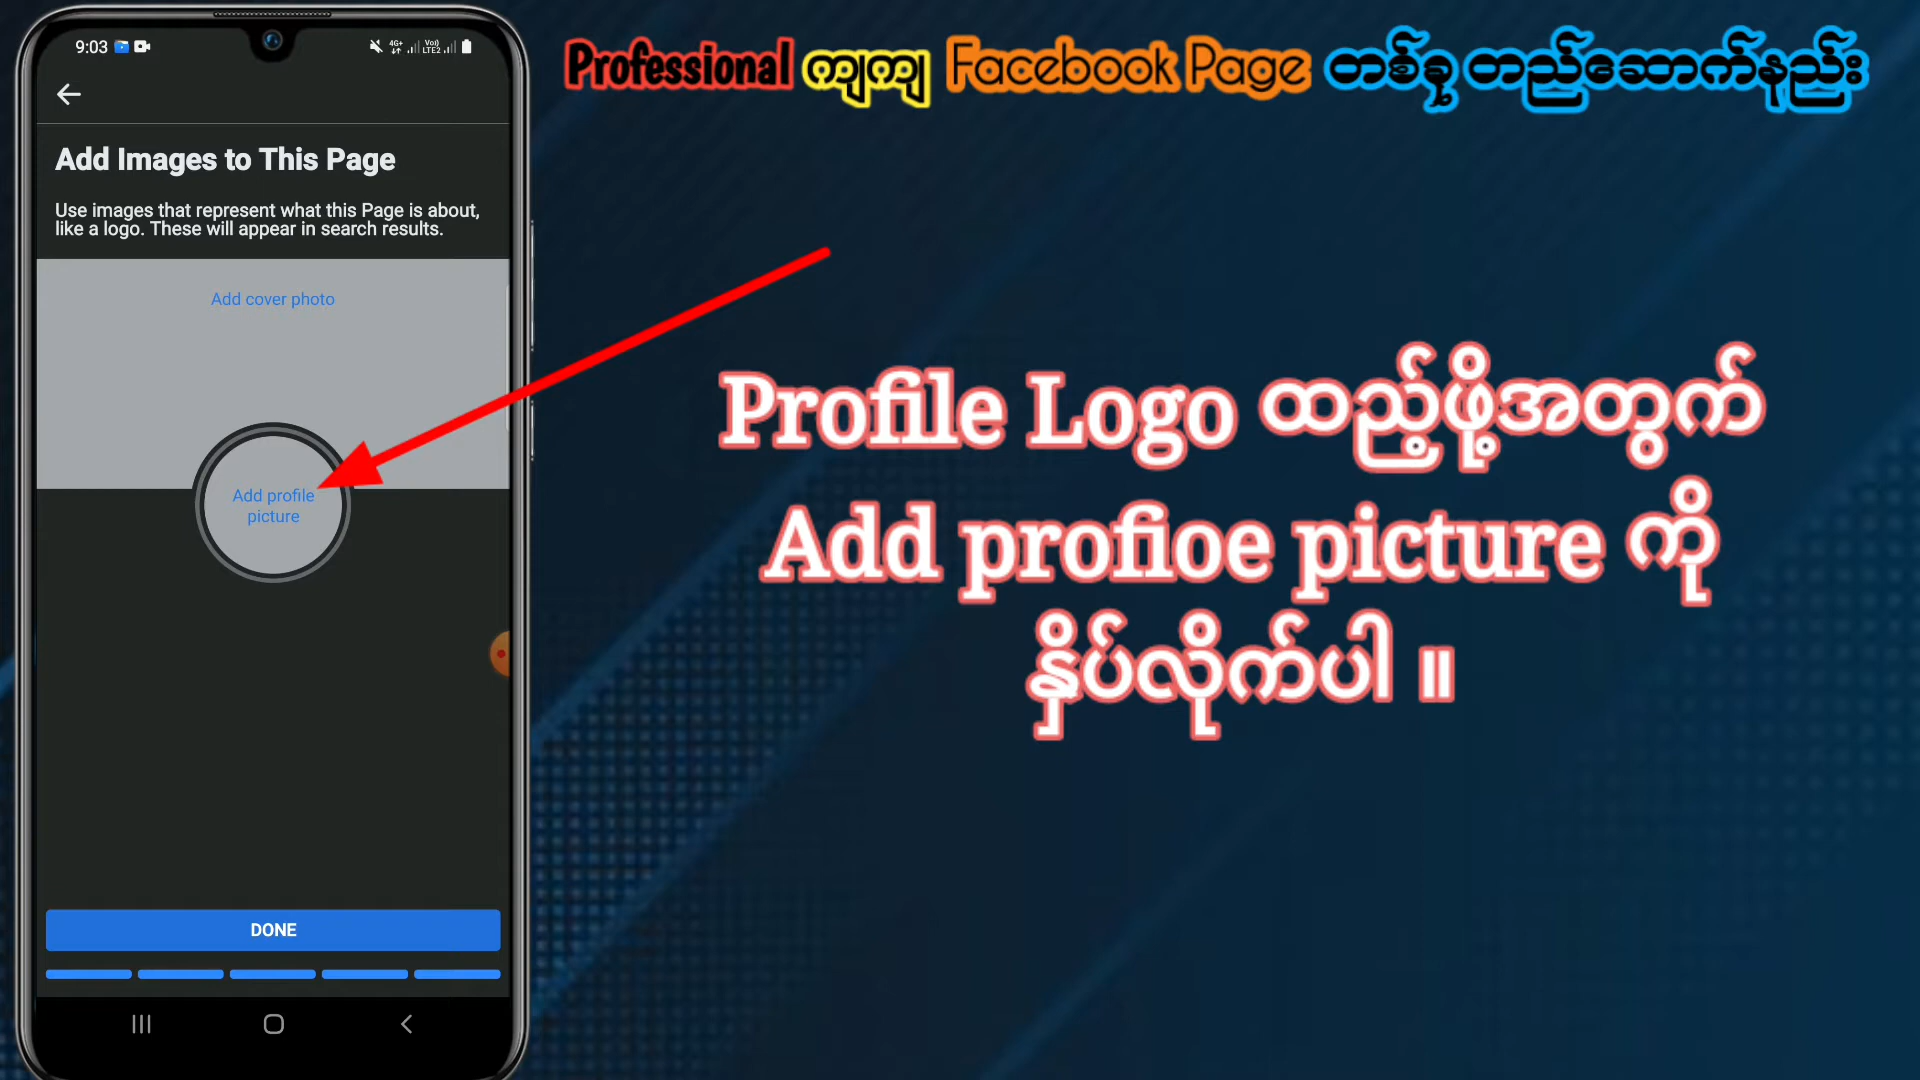 Professional ကျကျ Facebook Page တစ်ခု တည်ဆောက်နည်း
9:03
4G+ Vo) LTE2
Add Images to This Page
Use images that represent what this Page is about,
like a logo. These will appear in search results.
Add cover photo
Add profile
picture
DONE
Profile Logo ထည့်ဖို့အတွက်
Add profioe picture ကို
နှိပ်လိုက်ပါ ။